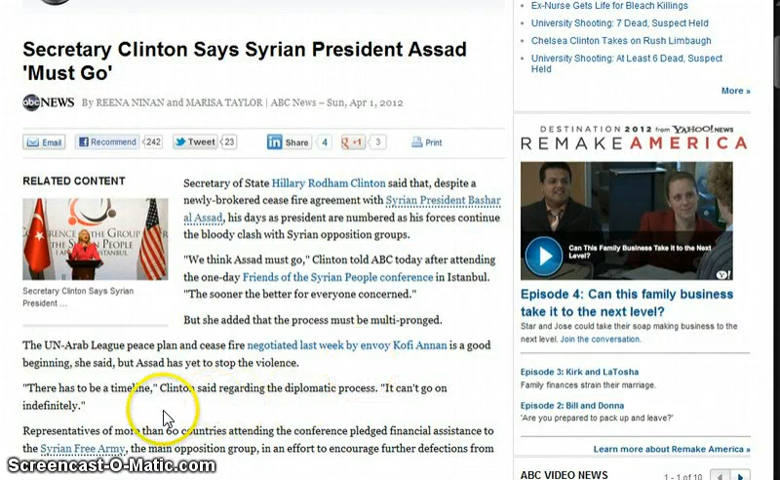 Ex-Nurse Gets Life for Bleach Killings
University Shooting: 7 Dead, Suspect Held
Chelsea Clinton Takes on Rush Limbaugh
University Shooting: At Least 6 Dead, Suspect
Held
More »
Secretary Clinton Says Syrian President Assad
'Must Go'
abc NEWS By REENA NINAN and MARISA TAYLOR | ABC News – Sun, Apr 1, 2012
Email Recommend 242 Tweet 23 in Share 4 g +1 3 Print
RELATED CONTENT
Secretary Clinton Says Syrian
President ...
Secretary of State Hillary Rodham Clinton said that, despite a
newly-brokered cease fire agreement with Syrian President Bashar
al Assad, his days as president are numbered as his forces continue
the bloody clash with Syrian opposition groups.
"We think Assad must go," Clinton told ABC today after attending
the one-day Friends of the Syrian People conference in Istanbul.
"The sooner the better for everyone concerned."
But she added that the process must be multi-pronged.
The UN-Arab League peace plan and cease fire negotiated last week by envoy Kofi Annan is a good
beginning, she said, but Assad has yet to stop the violence.
"There has to be a timeline," Clinton said regarding the diplomatic process. "It can't go on
indefinitely."
Representatives of more than 60 countries attending the conference pledged financial assistance to
the Syrian Free Army, the main opposition group, in an effort to encourage further defections from
DESTINATION 2012 from YAHOO! NEWS
REMAKE AMERICA
Can This Family Business Take It to the Next
Level?
Y!
Episode 4: Can this family business
take it to the next level?
Star and Jose could take their soap making business to the
next level. Join the conversation.
Episode 3: Kirk and LaTosha
Family finances strain their marriage.
Episode 2: Bill and Donna
'Are you prepared to pack up and leave?'
Learn more about Remake America »
ABC VIDEO NEWS 1 - 1 of 10
Screencast-O-Matic.com